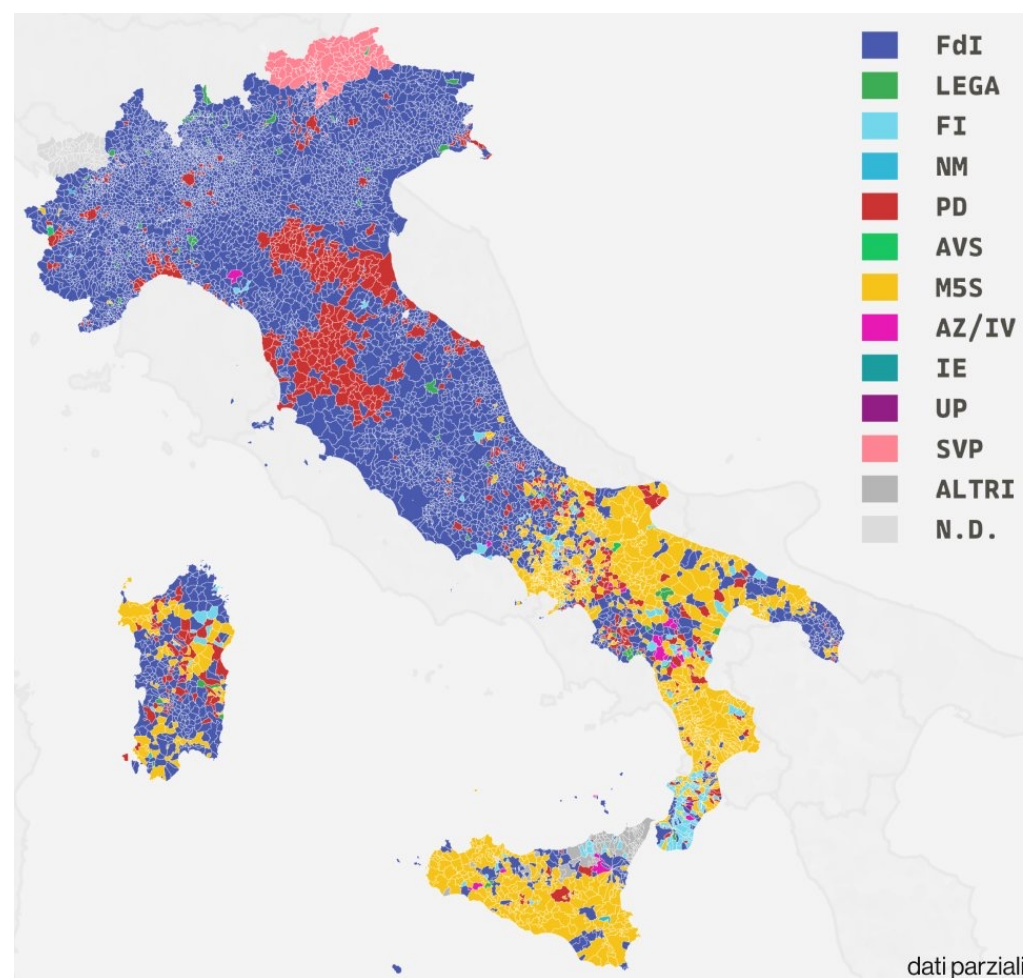 FdI
LEGA
FI
NM
PD
AVS
M5S
AZ/IV
IE
UP
SVP
ALTRI
N.D.
dati parziali